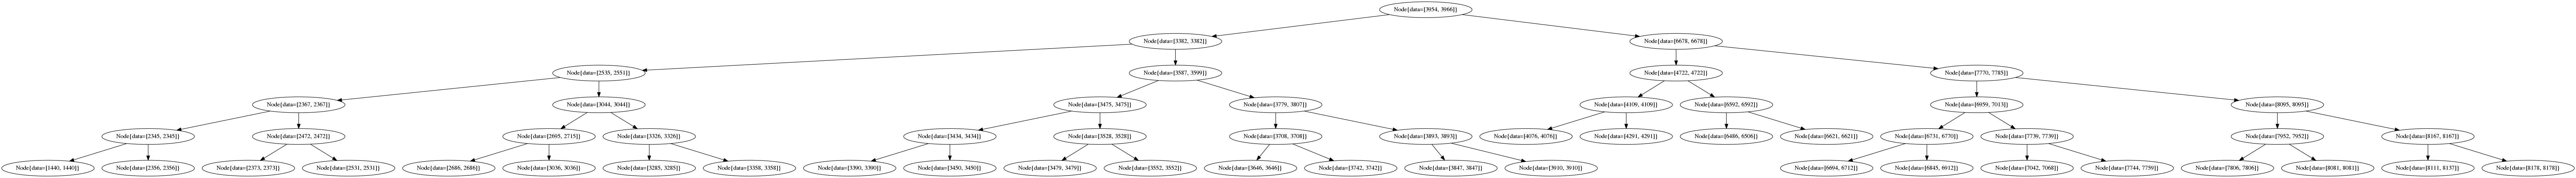 Node{data=[3954, 3966]}
Node{data=[3382, 3382]}
Node{data=[6678, 6678]}
Node{data=[2535, 2551]}
Node{data=[3587, 3599]}
Node{data=[4722, 4722]}
Node{data=[7770, 7785]}
Node{data=[2367, 2367]}
Node{data=[3044, 3044]}
Node{data=[3475, 3475]}
Node{data=[3779, 3807]}
Node{data=[4109, 4109]}
Node{data=[6592, 6592]}
Node{data=[6959, 7013]}
Node{data=[8095, 8095]}
Node{data=[2345, 2345]}
Node{data=[2472, 2472]}
Node{data=[2695, 2715]}
Node{data=[3326, 3326]}
Node{data=[3434, 3434]}
Node{data=[3528, 3528]}
Node{data=[3708, 3708]}
Node{data=[3893, 3893]}
Node{data=[4076, 4076]}
Node{data=[4291, 4291]}
Node{data=[6486, 6506]}
Node{data=[6621, 6621]}
Node{data=[6731, 6770]}
Node{data=[7739, 7739]}
Node{data=[7952, 7952]}
Node{data=[8167, 8167]}
Node{data=[1440, 1440]}
Node{data=[2356, 2356]}
Node{data=[2373, 2373]}
Node{data=[2531, 2531]}
Node{data=[2686, 2686]}
Node{data=[3036, 3036]}
Node{data=[3285, 3285]}
Node{data=[3358, 3358]}
Node{data=[3390, 3390]}
Node{data=[3450, 3450]}
Node{data=[3479, 3479]}
Node{data=[3552, 3552]}
Node{data=[3646, 3646]}
Node{data=[3742, 3742]}
Node{data=[3847, 3847]}
Node{data=[3910, 3910]}
Node{data=[6694, 6712]}
Node{data=[6845, 6912]}
Node{data=[7042, 7068]}
Node{data=[7744, 7759]}
Node{data=[7806, 7806]}
Node{data=[8081, 8081]}
Node{data=[8111, 8137]}
Node{data=[8178, 8178]}